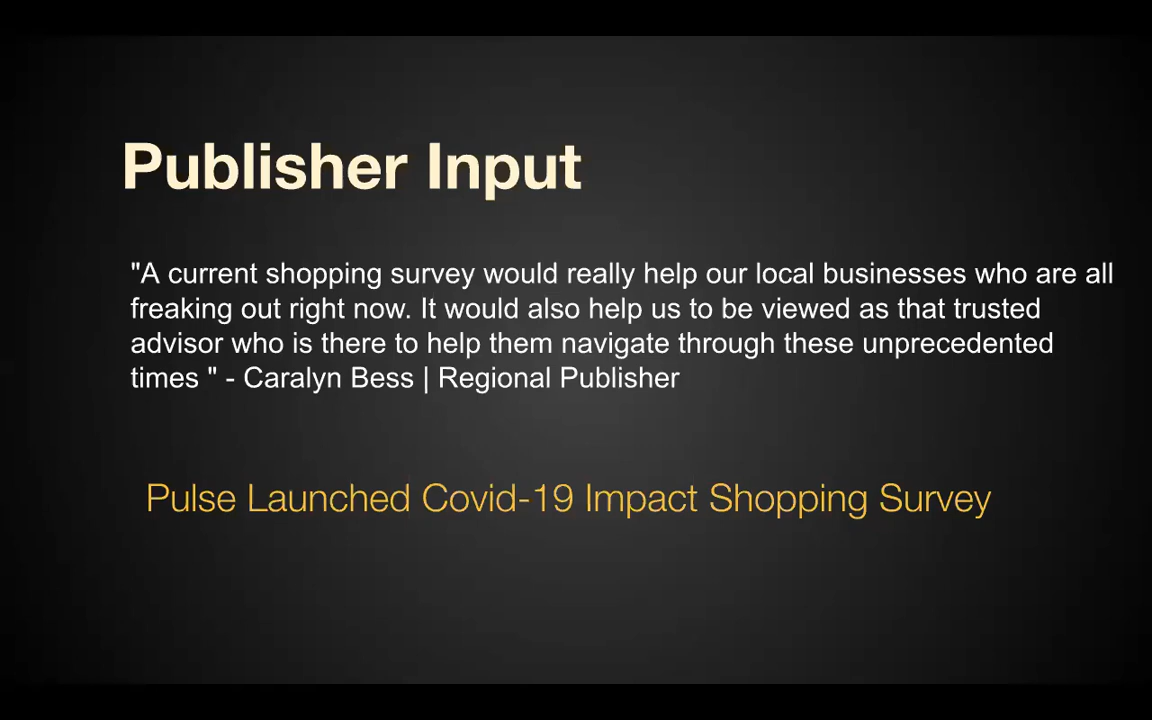 Publisher Input
"A current shopping survey would really help our local businesses who are all
freaking out right now. It would also help us to be viewed as that trusted
advisor who is there to help them navigate through these unprecedented
times " - Caralyn Bess | Regional Publisher
Pulse Launched Covid-19 Impact Shopping Survey